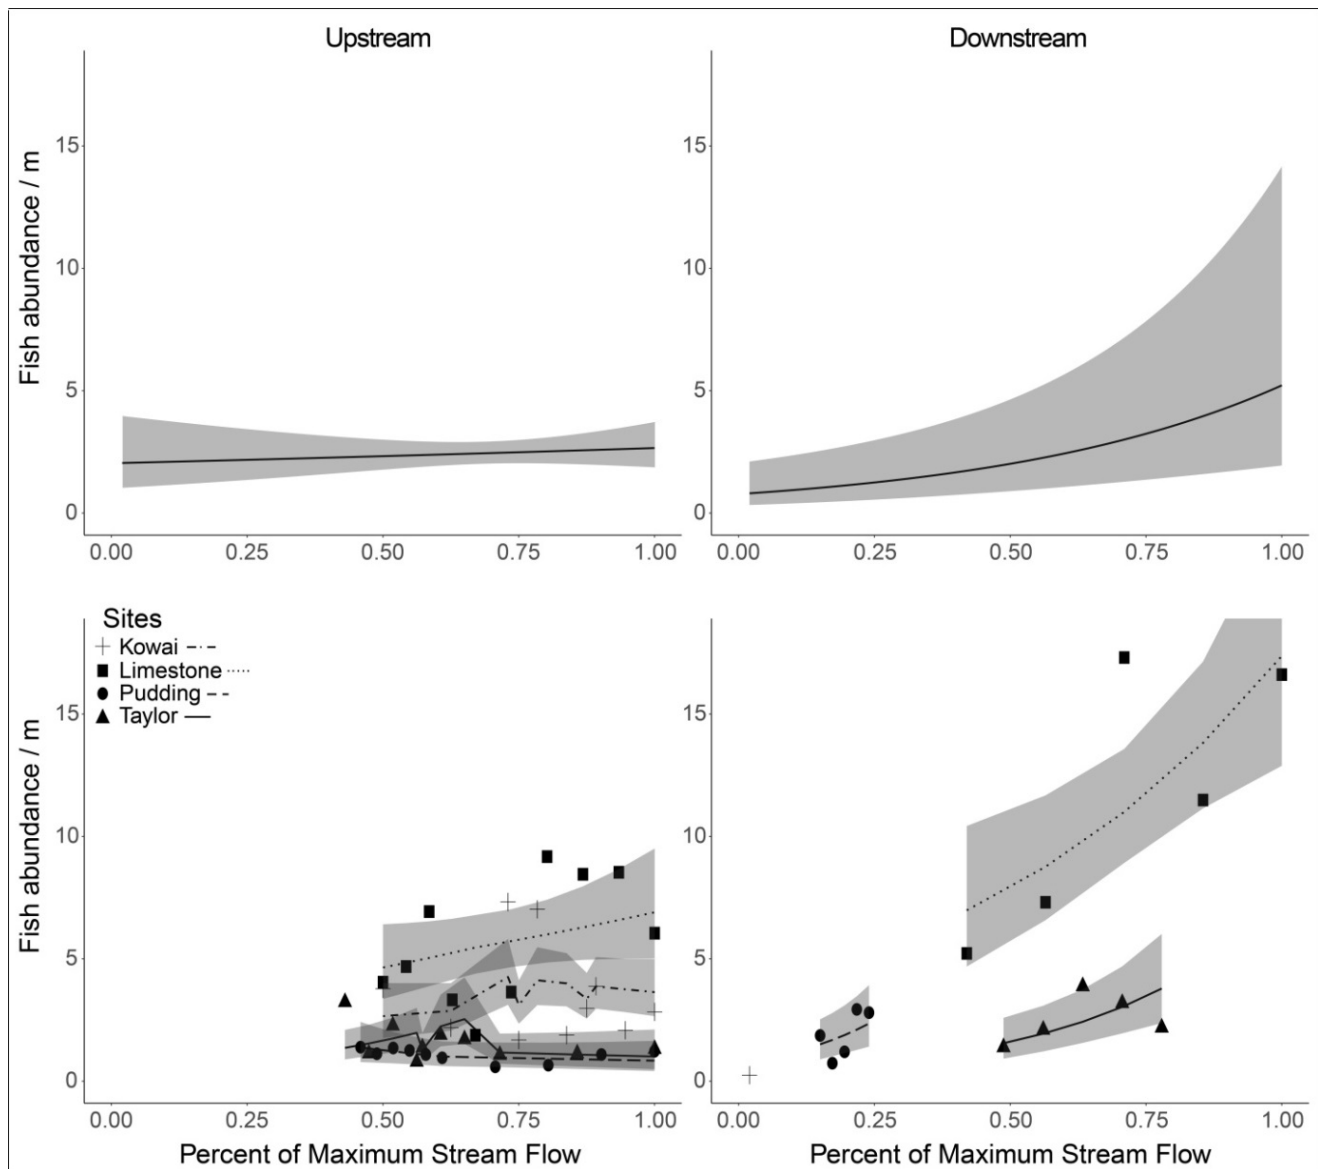 Upstream
Downstream
Fish abundance / m
15
10
5
0
0.00 0.25 0.50 0.75 1.00
15
10
5
0
0.00 0.25 0.50 0.75 1.00
Sites
Kowai
Limestone
Pudding
Taylor
Fish abundance / m
15
10
5
0
0.00 0.25 0.50 0.75 1.00
Percent of Maximum Stream Flow
15
10
5
0
0.00 0.25 0.50 0.75 1.00
Percent of Maximum Stream Flow